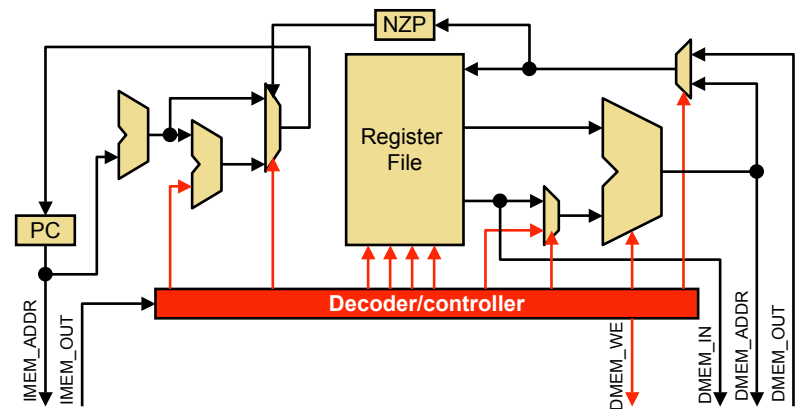 NZP
Register
File
PC
Decoder/controller
IMEM_ADDR
IMEM_OUT
DMEM_WE
DMEM_IN
DMEM_ADDR
DMEM_OUT